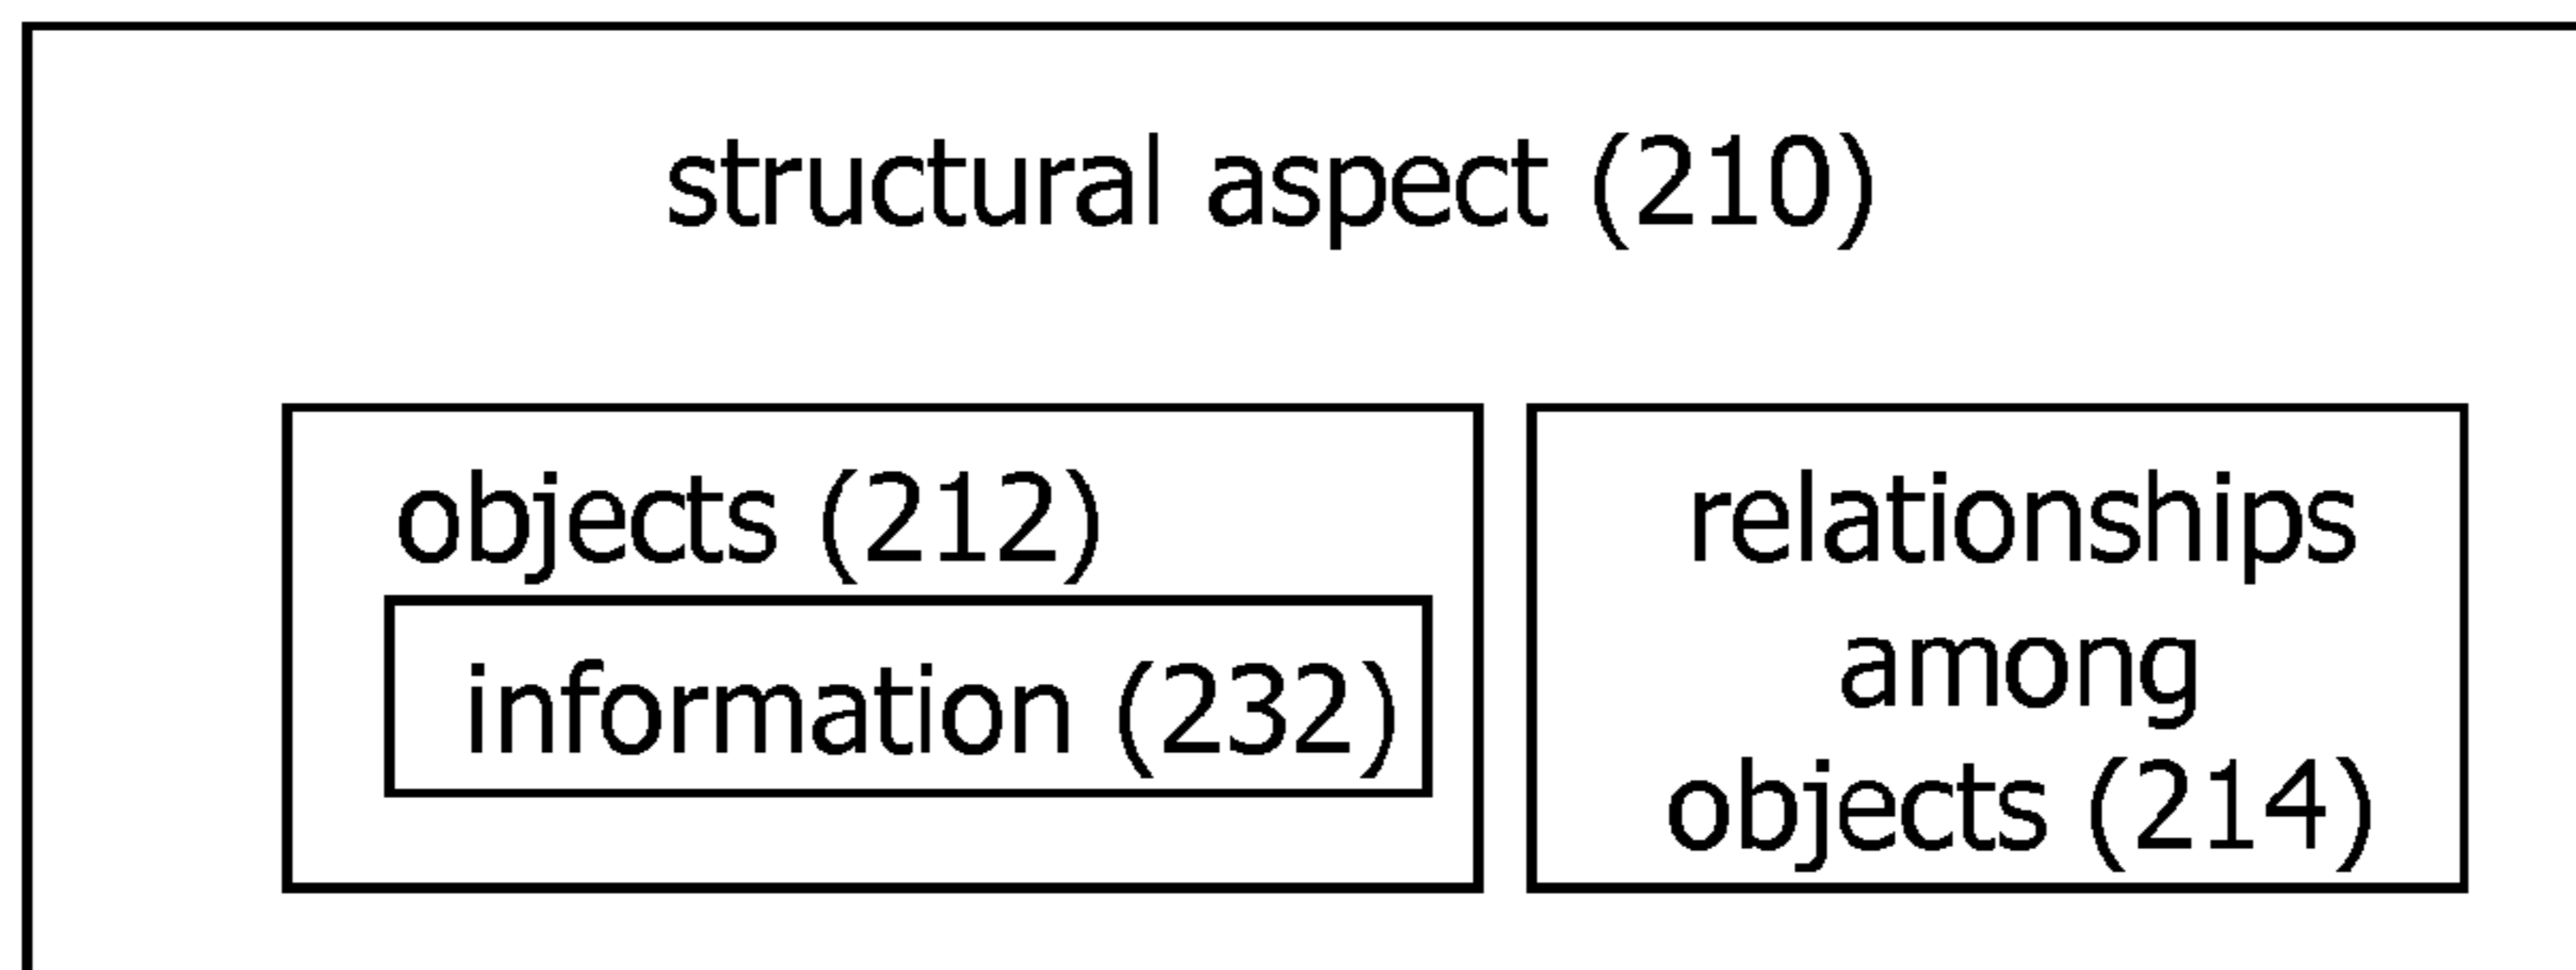 structural aspect (210)
objects (212)
information (232)
relationships
among
objects (214)